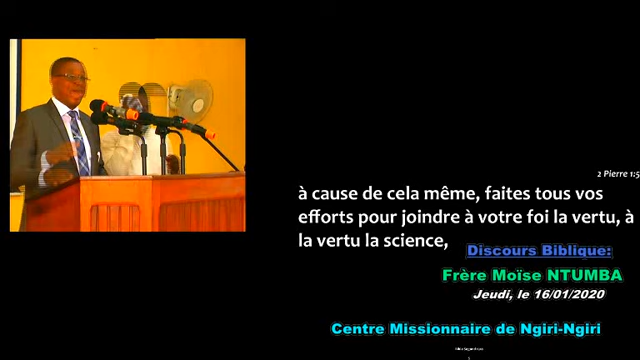 2 Pierre 1:5
à cause de cela même, faites tous vos
efforts pour joindre à votre foi la vertu, à
la vertu la science,
Discours Biblique:
Frère Moïse NTUMBA
Jeudi, le 16/01/2020
Centre Missionnaire de Ngiri-Ngiri